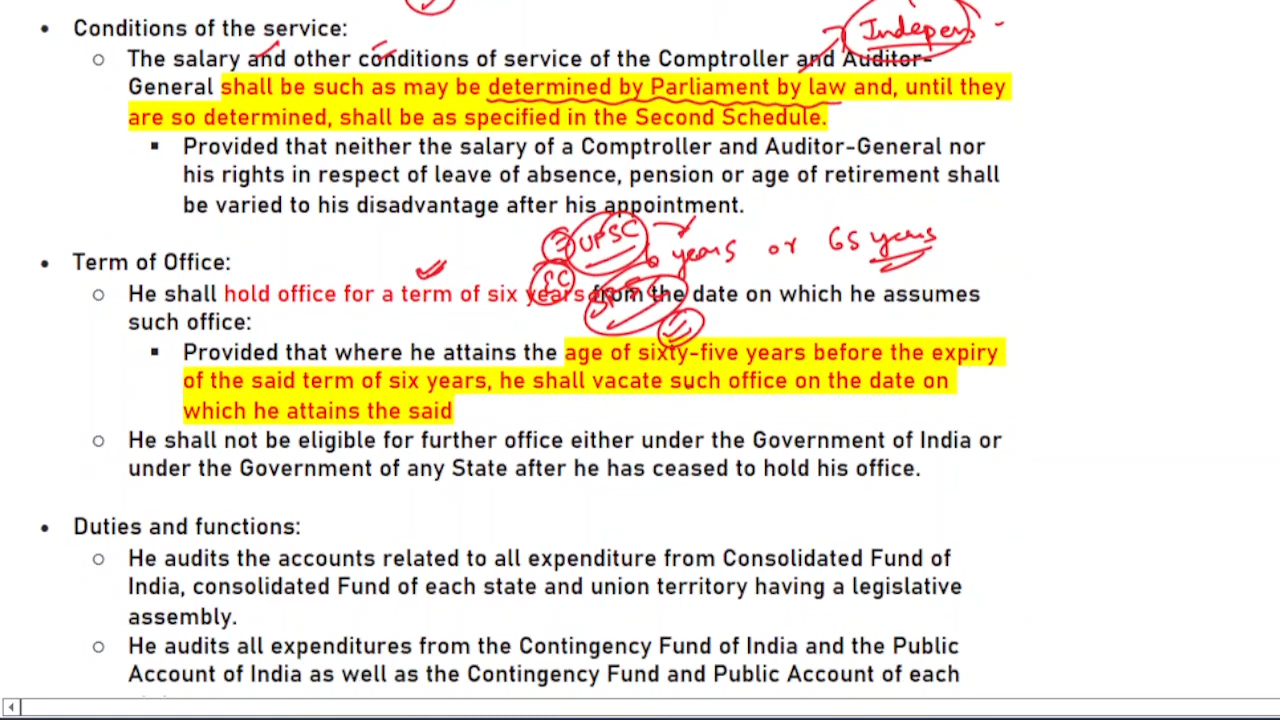 • Conditions of the service:
Indepen
○ The salary and other conditions of service of the Comptroller and Auditor-
General shall be such as may be determined by Parliament by law and, until they
are so determined, shall be as specified in the Second Schedule.
▪ Provided that neither the salary of a Comptroller and Auditor-General nor
his rights in respect of leave of absence, pension or age of retirement shall
be varied to his disadvantage after his appointment.
UPSC
6 years or 65 years
• Term of Office:
○ He shall hold office for a term of six years from the date on which he assumes
such office:
▪ Provided that where he attains the age of sixty-five years before the expiry
of the said term of six years, he shall vacate such office on the date on
which he attains the said
○ He shall not be eligible for further office either under the Government of India or
under the Government of any State after he has ceased to hold his office.
• Duties and functions:
○ He audits the accounts related to all expenditure from Consolidated Fund of
India, consolidated Fund of each state and union territory having a legislative
assembly.
○ He audits all expenditures from the Contingency Fund of India and the Public
Account of India as well as the Contingency Fund and Public Account of each